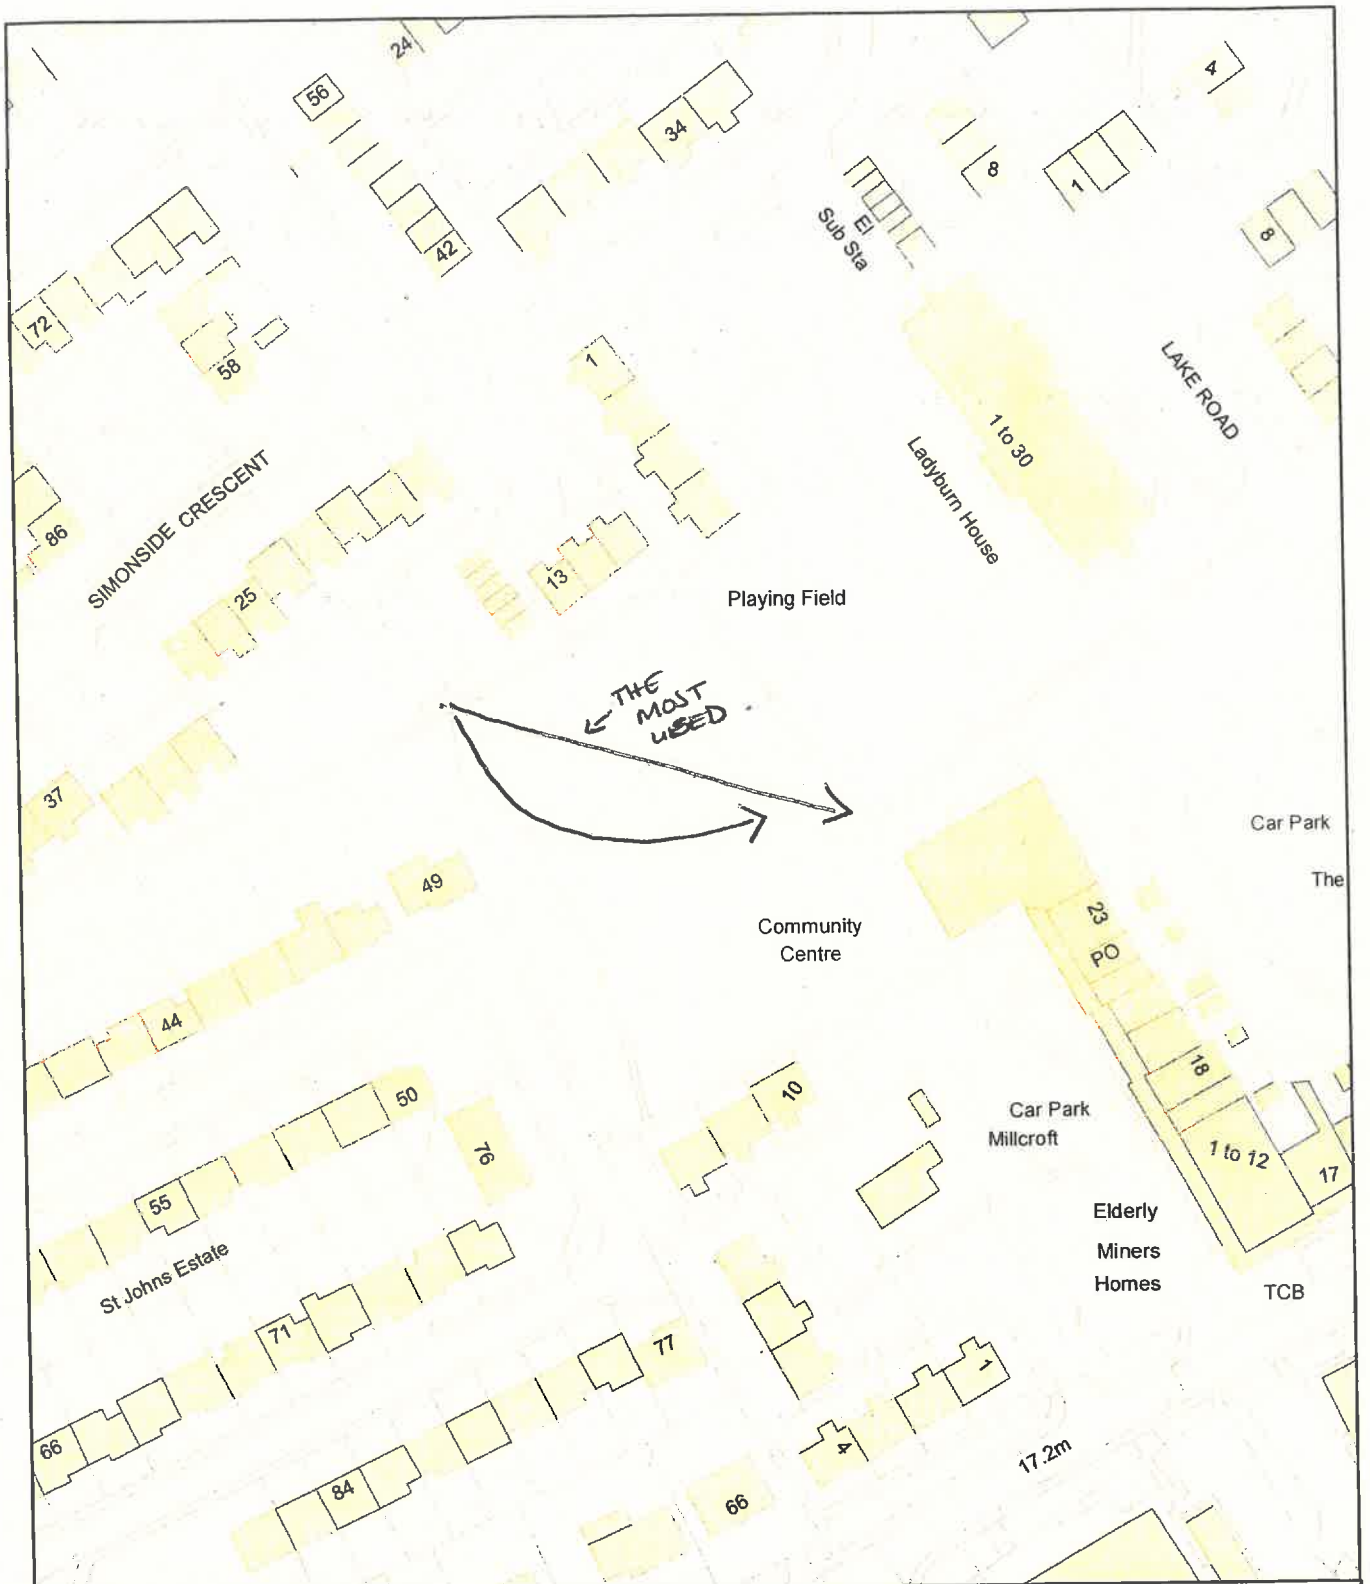 24
56
4
34
8
1
El
Sub Sta
42
8
72
58
1
LAKE ROAD
1 to 30
Ladyburn House
SIMONSIDE CRESCENT
86
25
13
Playing Field
THE
MOST
USED
37
Car Park
The
49
23
PO
Community
Centre
44
18
50
10
Car Park
Millcroft
76
1 to 12
17
55
Elderly
Miners
Homes
St Johns Estate
TCB
71
77
1
66
4
17.2m
84
66